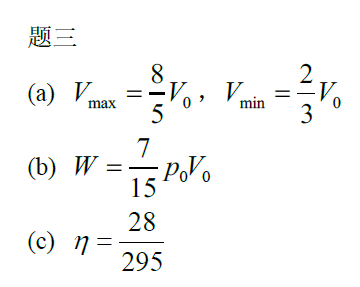 题三
(a) V_max = 8/5 V_0 , V_min = 2/3 V_0
(b) W = 7/15 p_0V_0
(c) η = 28/295